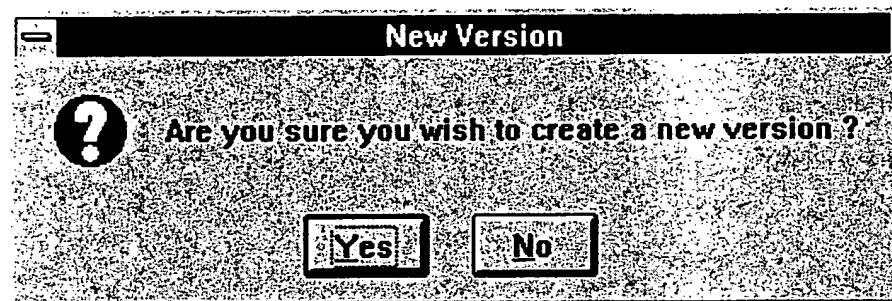 New Version
Are you sure you wish to create a new version ?
Yes
No